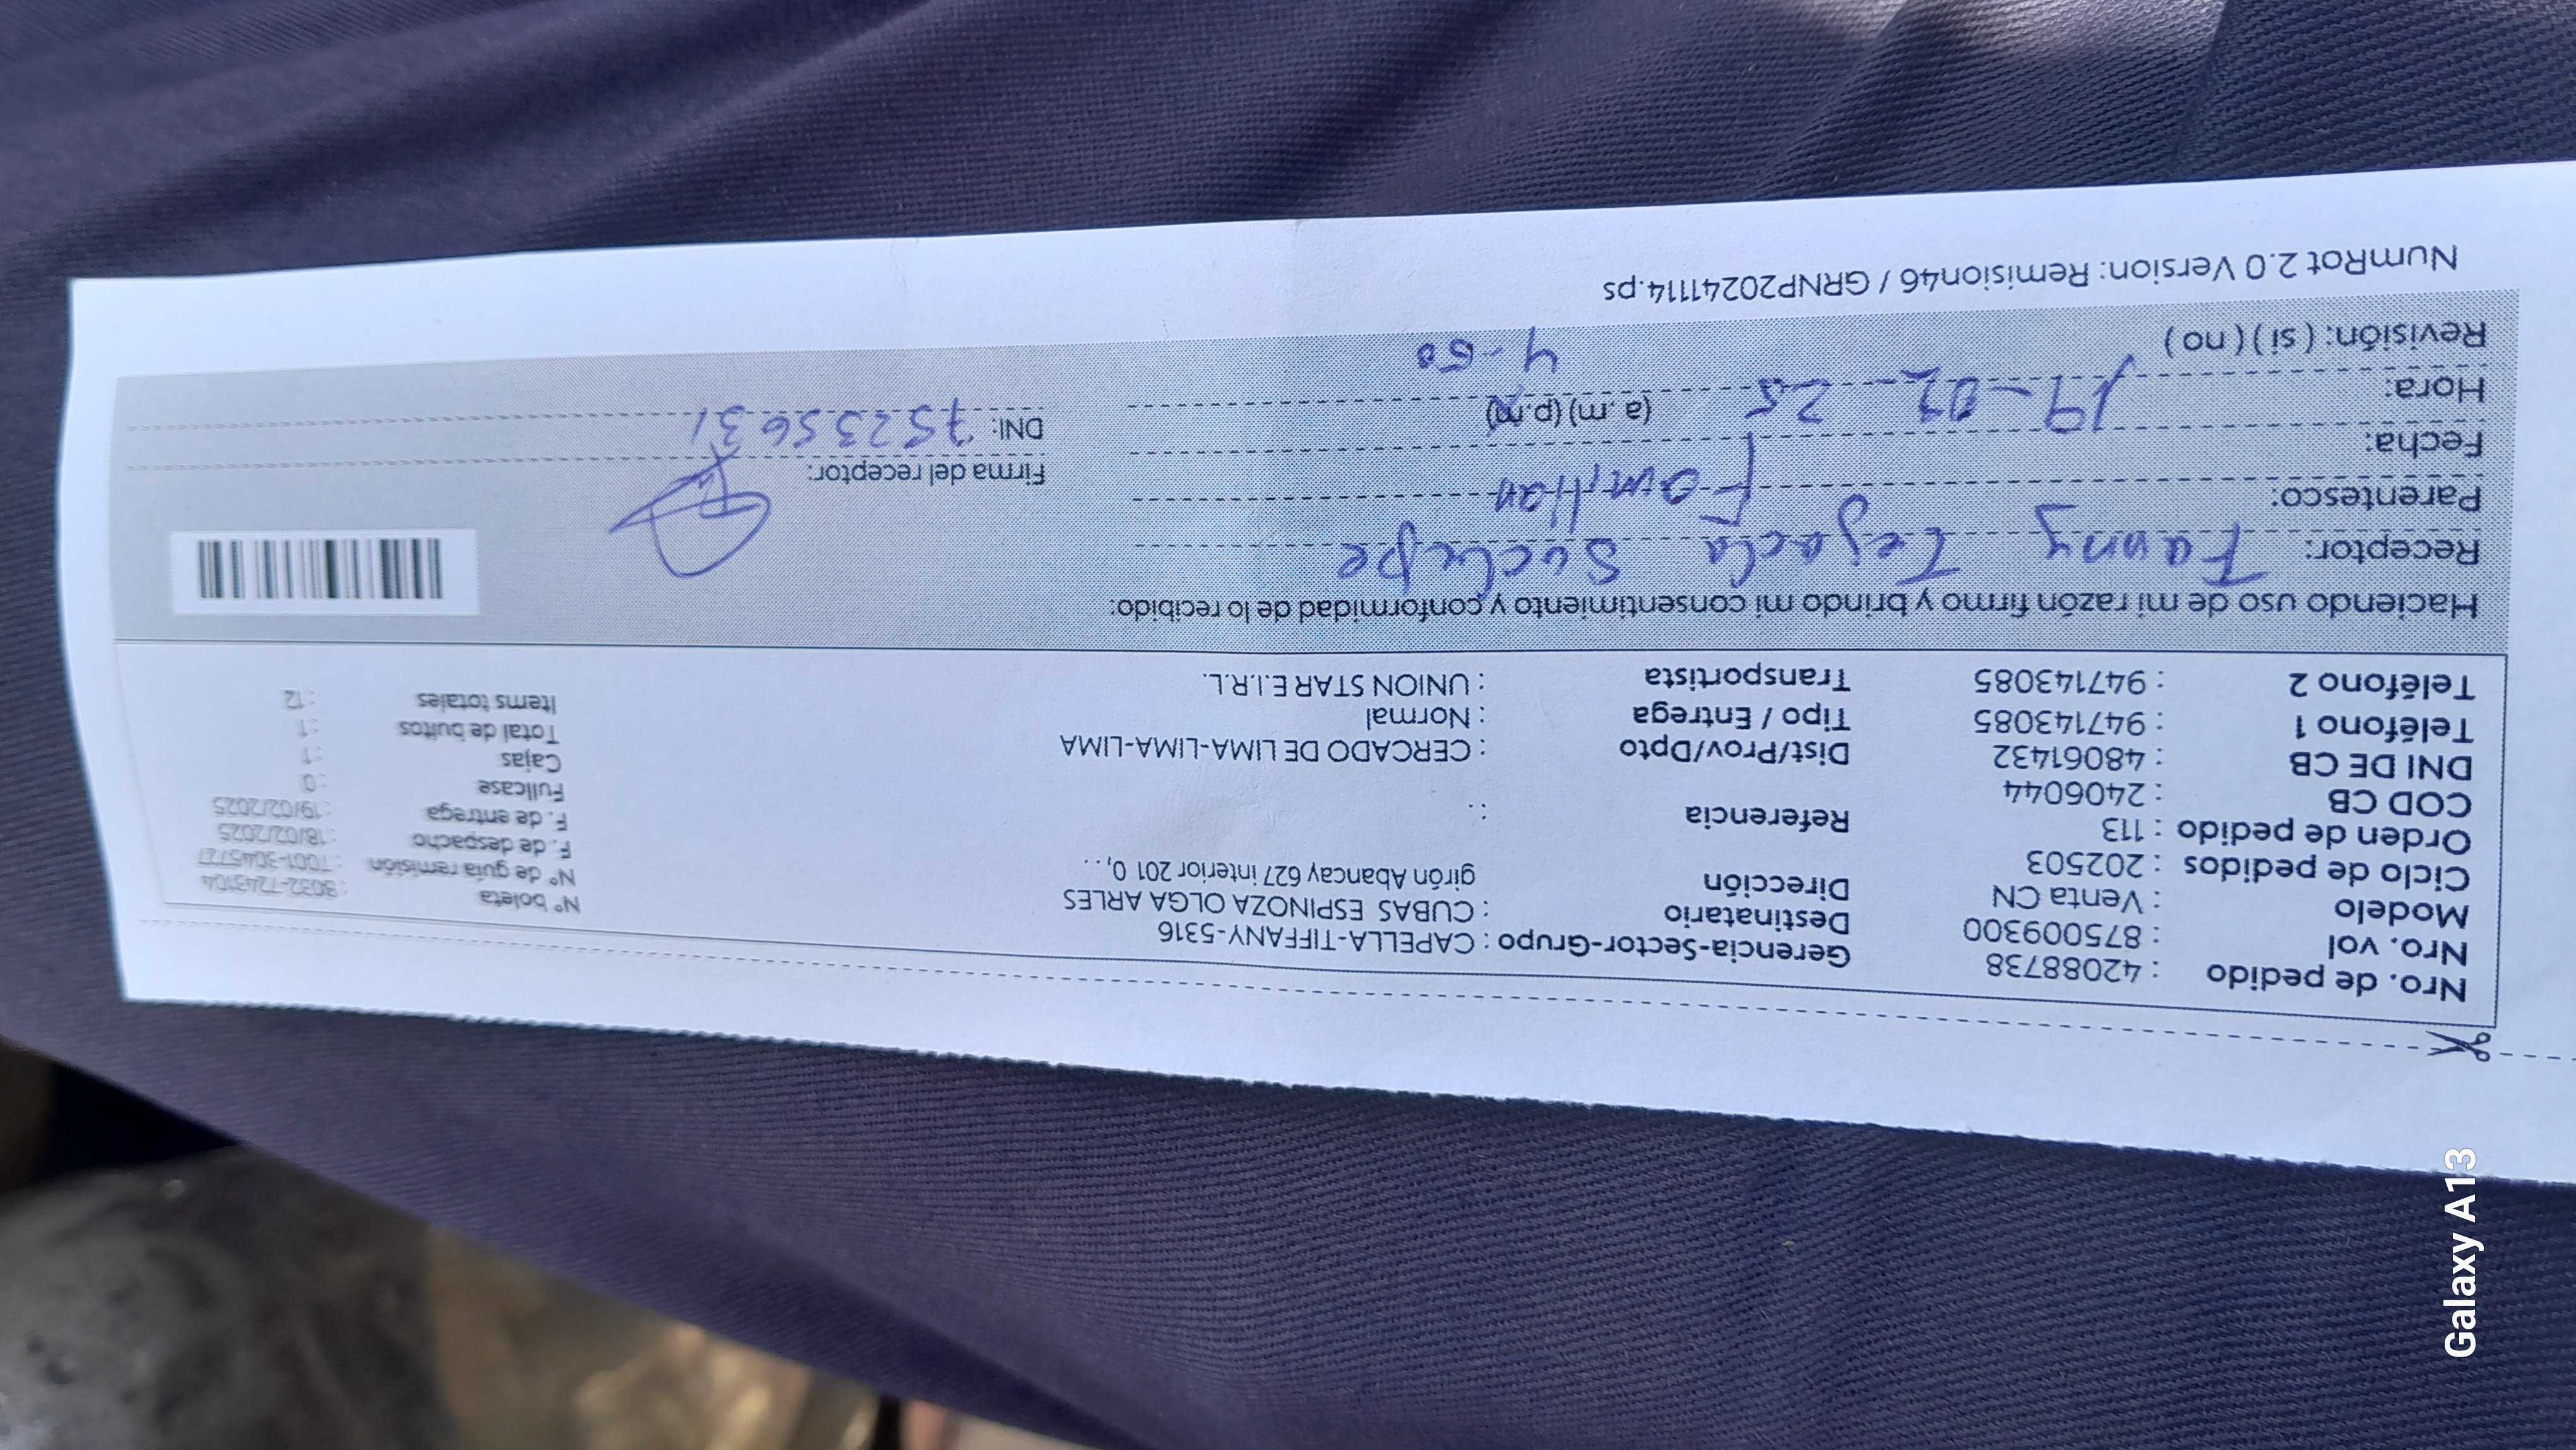 Nro. de pedido : 42088738
Nro. vol : 875009300
Modelo : Venta CN
Ciclo de pedidos : 202503
Orden de pedido : 113
COD CB : 2406044
DNI DE CB : 48061432
Teléfono 1 : 947143085
Teléfono 2 : 947143085
Gerencia-Sector-Grupo : CAPELLA-TIFFANY-5316
Destinatario : CUBAS ESPINOZA OLGA ARLES
Dirección girón Abancay 627 interior 201 0, . .
Referencia : .
Dist/Prov/Dpto : CERCADO DE LIMA-LIMA-LIMA
Tipo / Entrega : Normal
Transportista : UNION STAR E.I.R.L.
N° boleta : 3032-7243104
N° de guía remisión : T001-3045727
F. de despacho : 18/02/2025
F. de entrega : 19/02/2025
Fullcase : 0
Cajas : 1
Total de bultos : 1
Items totales : 12
Haciendo uso de mi razón firmo y brindo mi consentimiento y conformidad de lo recibido:
Receptor: Fanny Tejada Suclupe
Parentesco: Familiar
Fecha: 19-02-25
Hora: (a. m) (p.m) 4-50
Revisión: ( si ) ( no )
Firma del receptor:
DNI: 75235631
NumRot 2.0 Version: Remision46 / GRNP20241114.ps
Galaxy A13